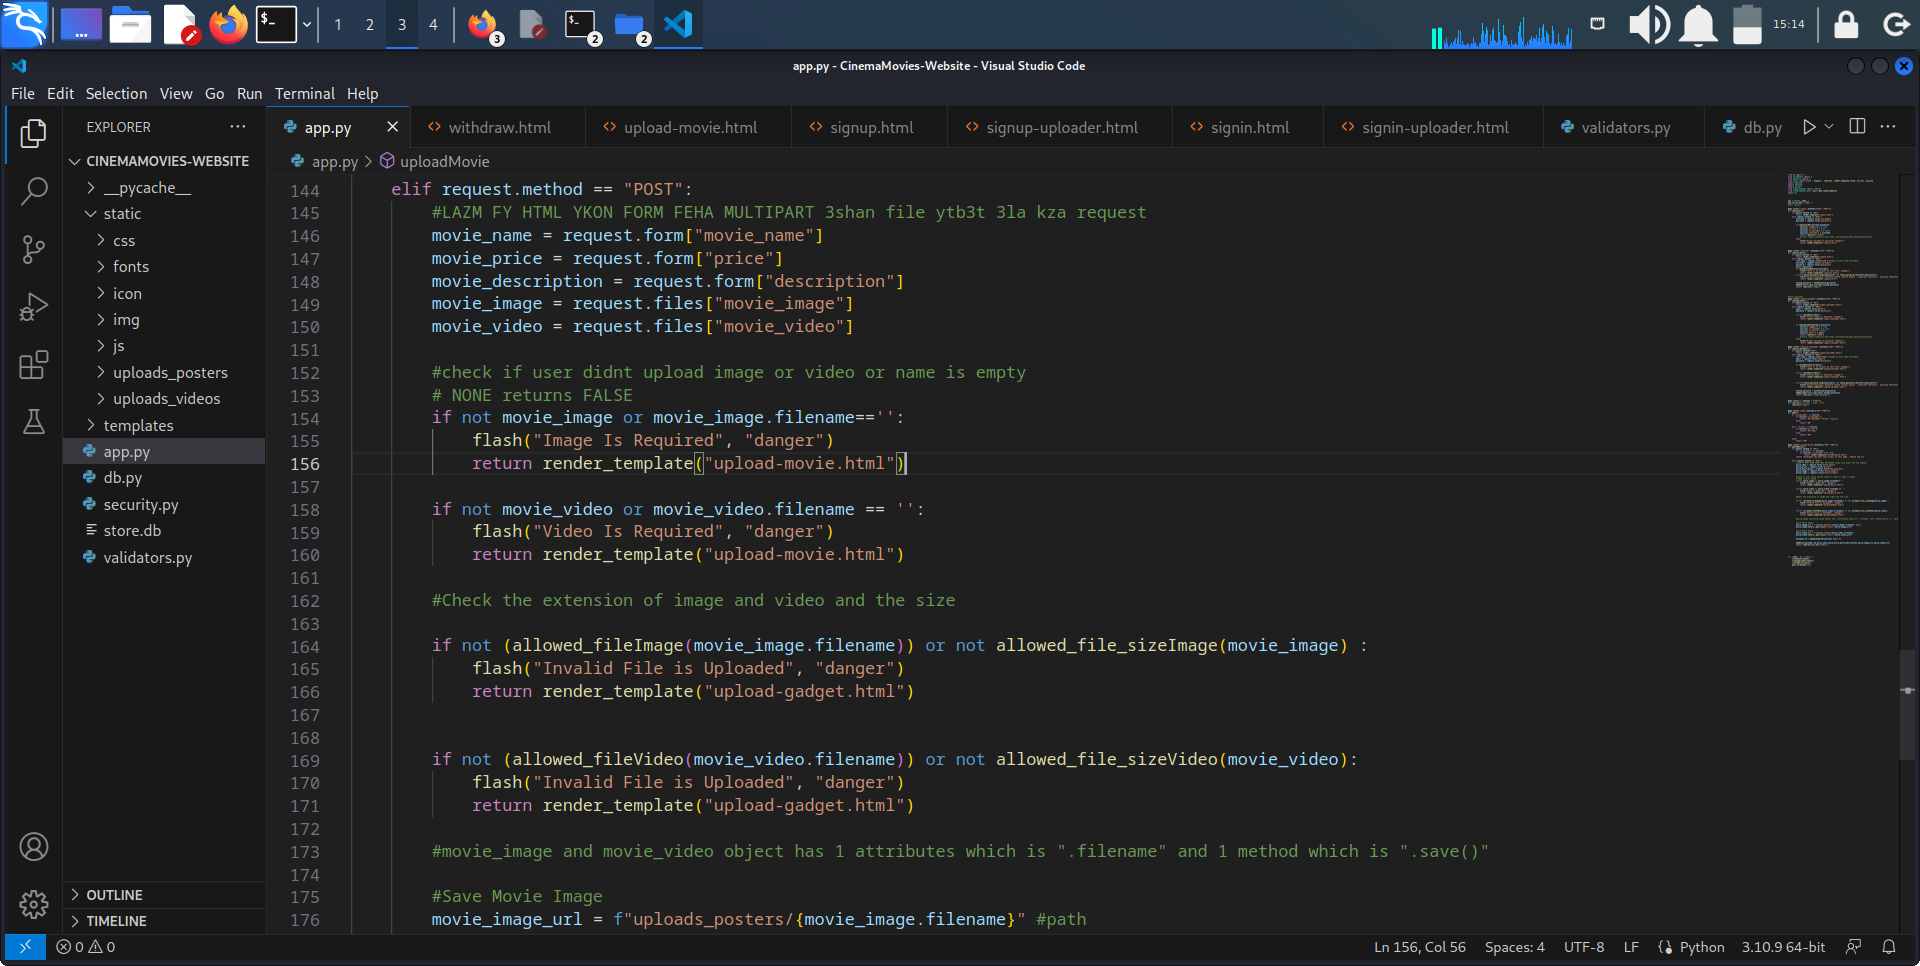 1 2 3 4
3
2
2
15:14
app.py - CinemaMovies-Website - Visual Studio Code
File Edit Selection View Go Run Terminal Help
EXPLORER
CINEMAMOVIES-WEBSITE
__pycache__
static
css
fonts
icon
img
js
uploads_posters
uploads_videos
templates
app.py
db.py
security.py
store.db
validators.py
OUTLINE
TIMELINE
app.py withdraw.html upload-movie.html signup.html signup-uploader.html signin.html signin-uploader.html validators.py db.py
app.py > uploadMovie
144 elif request.method == "POST":
145 #LAZM FY HTML YKON FORM FEHA MULTIPART 3shan file ytb3t 3la kza request
146 movie_name = request.form["movie_name"]
147 movie_price = request.form["price"]
148 movie_description = request.form["description"]
149 movie_image = request.files["movie_image"]
150 movie_video = request.files["movie_video"]
151
152 #check if user didnt upload image or video or name is empty
153 # NONE returns FALSE
154 if not movie_image or movie_image.filename=='':
155 flash("Image Is Required", "danger")
156 return render_template("upload-movie.html")
157
158 if not movie_video or movie_video.filename == '':
159 flash("Video Is Required", "danger")
160 return render_template("upload-movie.html")
161
162 #Check the extension of image and video and the size
163
164 if not (allowed_fileImage(movie_image.filename)) or not allowed_file_sizeImage(movie_image) :
165 flash("Invalid File is Uploaded", "danger")
166 return render_template("upload-gadget.html")
167
168
169 if not (allowed_fileVideo(movie_video.filename)) or not allowed_file_sizeVideo(movie_video):
170 flash("Invalid File is Uploaded", "danger")
171 return render_template("upload-gadget.html")
172
173 #movie_image and movie_video object has 1 attributes which is ".filename" and 1 method which is ".save()"
174
175 #Save Movie Image
176 movie_image_url = f"uploads_posters/{movie_image.filename}" #path
0 0 Ln 156, Col 56 Spaces: 4 UTF-8 LF Python 3.10.9 64-bit